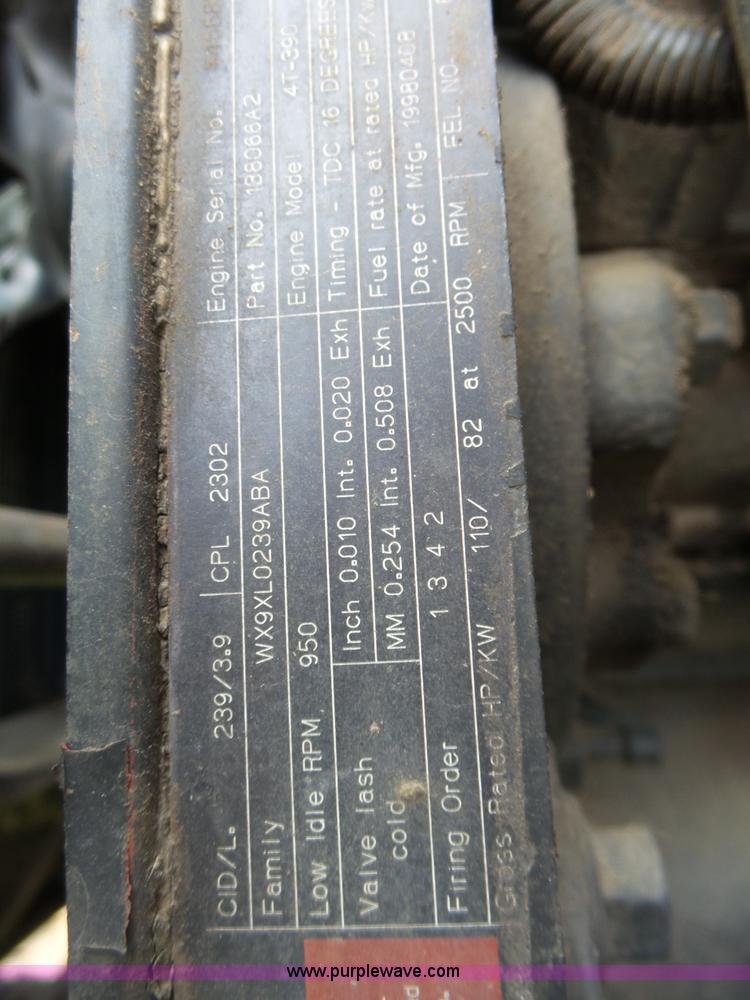 CID/L. 239/3.9 CPL 2302 Engine Serial No.
Family WX9XL0239ABA Part No. 138066A2
Low Idle RPM 950 Engine Model 4T-390
Valve lash cold Inch 0.010 Int. 0.020 Exh Timing - TDC 16 DEGREES
MM 0.254 Int. 0.508 Exh Fuel rate at rated HP/KW
Firing Order 1 3 4 2 Date of Mfg. 19980408
Gross Rated HP/KW 110/ 82 at 2500 RPM FEL NO.
www.purplewave.com